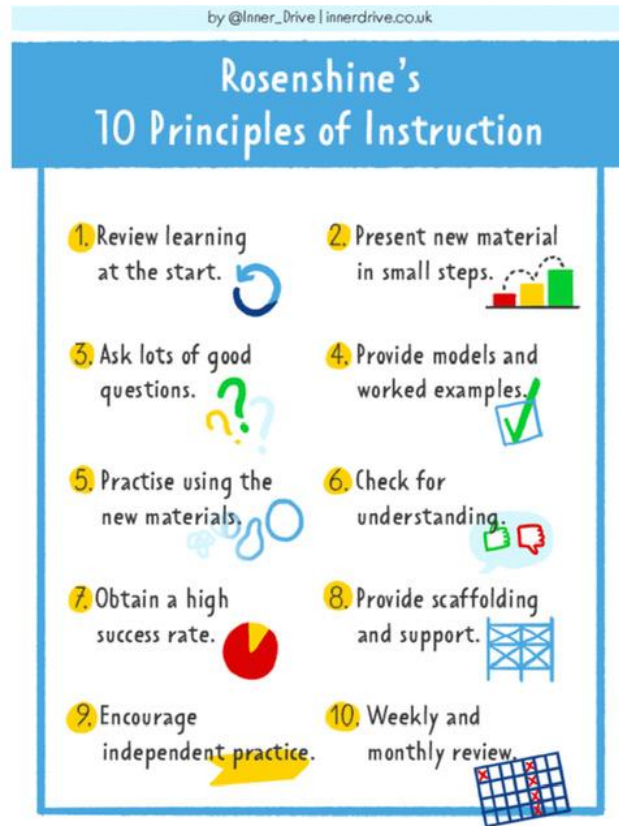 by @Inner_Drive | innerdrive.co.uk
Rosenshine's
10 Principles of Instruction
1. Review learning
at the start.
2. Present new material
in small steps.
3. Ask lots of good
questions.
4. Provide models and
worked examples.
5. Practise using the
new materials.
6. Check for
understanding.
7. Obtain a high
success rate.
8. Provide scaffolding
and support.
9. Encourage
independent practice.
10. Weekly and
monthly review.